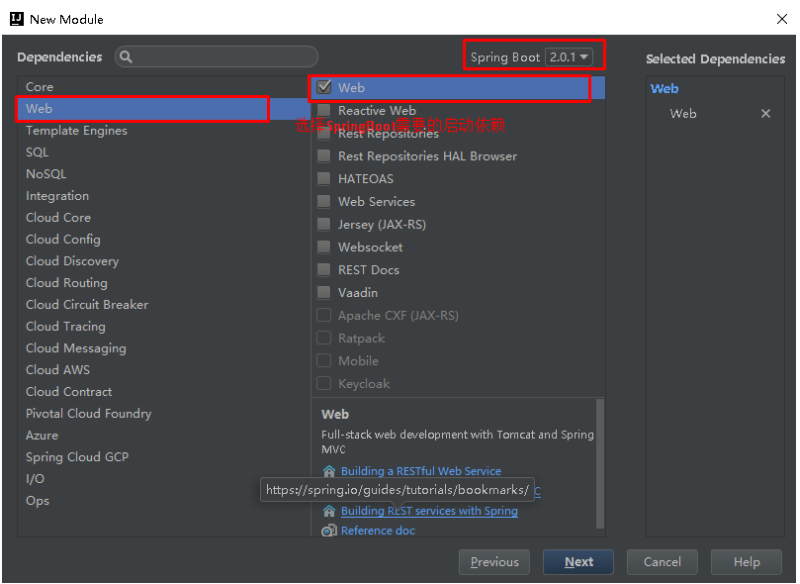 New Module
Dependencies
Spring Boot 2.0.1
Selected Dependencies
Core
Web
Template Engines
SQL
NoSQL
Integration
Cloud Core
Cloud Config
Cloud Discovery
Cloud Routing
Cloud Circuit Breaker
Cloud Tracing
Cloud Messaging
Cloud AWS
Cloud Contract
Pivotal Cloud Foundry
Azure
Spring Cloud GCP
I/O
Ops
Web
Reactive Web
选择SpringBoot需要的启动依赖
Rest Repositories
Rest Repositories HAL Browser
HATEOAS
Web Services
Jersey (JAX-RS)
Websocket
REST Docs
Vaadin
Apache CXF (JAX-RS)
Ratpack
Mobile
Keycloak
Web
Full-stack web development with Tomcat and Spring
MVC
Building a RESTful Web Service
https://spring.io/guides/tutorials/bookmarks/
C
Building REST services with Spring
Reference doc
Web
Web
Previous
Next
Cancel
Help